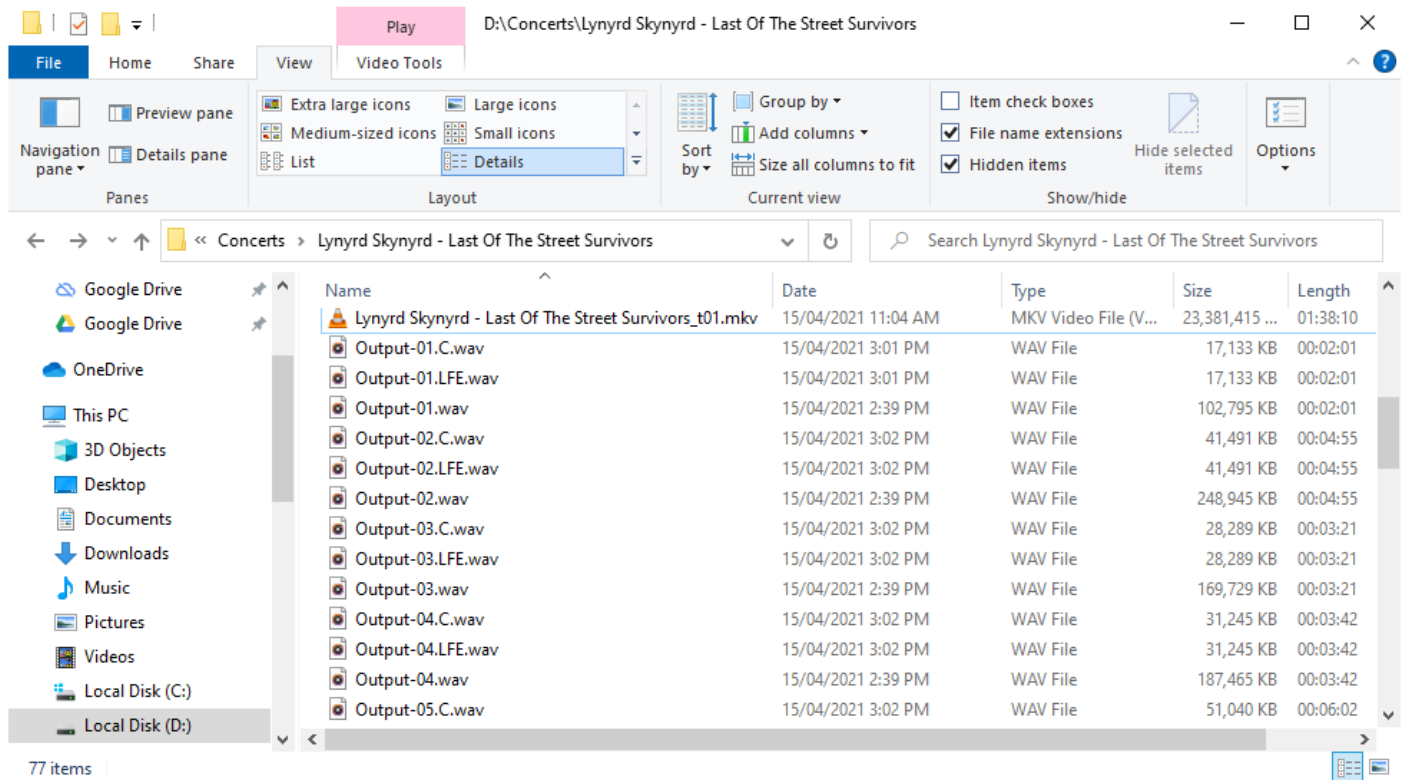 Play D:\Concerts\Lynyrd Skynyrd - Last Of The Street Survivors
File Home Share View Video Tools
Preview pane
Navigation pane
Details pane
Panes
Extra large icons Large icons
Medium-sized icons Small icons
List Details
Layout
Sort by
Group by
Add columns
Size all columns to fit
Current view
Item check boxes
File name extensions
Hidden items
Hide selected items
Show/hide
Options
« Concerts › Lynyrd Skynyrd - Last Of The Street Survivors
Search Lynyrd Skynyrd - Last Of The Street Survivors
Google Drive
Google Drive
OneDrive
This PC
3D Objects
Desktop
Documents
Downloads
Music
Pictures
Videos
Local Disk (C:)
Local Disk (D:)
Name Date Type Size Length
Lynyrd Skynyrd - Last Of The Street Survivors_t01.mkv 15/04/2021 11:04 AM MKV Video File (V... 23,381,415 ... 01:38:10
Output-01.C.wav 15/04/2021 3:01 PM WAV File 17,133 KB 00:02:01
Output-01.LFE.wav 15/04/2021 3:01 PM WAV File 17,133 KB 00:02:01
Output-01.wav 15/04/2021 2:39 PM WAV File 102,795 KB 00:02:01
Output-02.C.wav 15/04/2021 3:02 PM WAV File 41,491 KB 00:04:55
Output-02.LFE.wav 15/04/2021 3:02 PM WAV File 41,491 KB 00:04:55
Output-02.wav 15/04/2021 2:39 PM WAV File 248,945 KB 00:04:55
Output-03.C.wav 15/04/2021 3:02 PM WAV File 28,289 KB 00:03:21
Output-03.LFE.wav 15/04/2021 3:02 PM WAV File 28,289 KB 00:03:21
Output-03.wav 15/04/2021 2:39 PM WAV File 169,729 KB 00:03:21
Output-04.C.wav 15/04/2021 3:02 PM WAV File 31,245 KB 00:03:42
Output-04.LFE.wav 15/04/2021 3:02 PM WAV File 31,245 KB 00:03:42
Output-04.wav 15/04/2021 2:39 PM WAV File 187,465 KB 00:03:42
Output-05.C.wav 15/04/2021 3:02 PM WAV File 51,040 KB 00:06:02
77 items